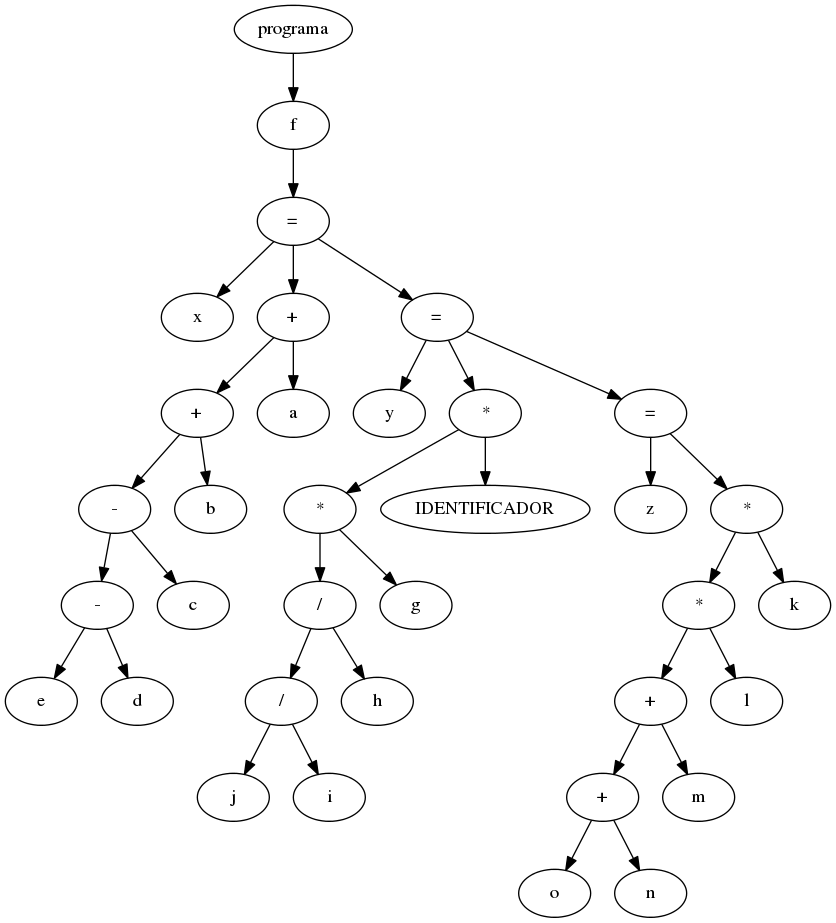 programa
f
=
x + =
+ a y * =
- b * IDENTIFICADOR z *
- c / g * k
e d / h + l
j i + m
o n